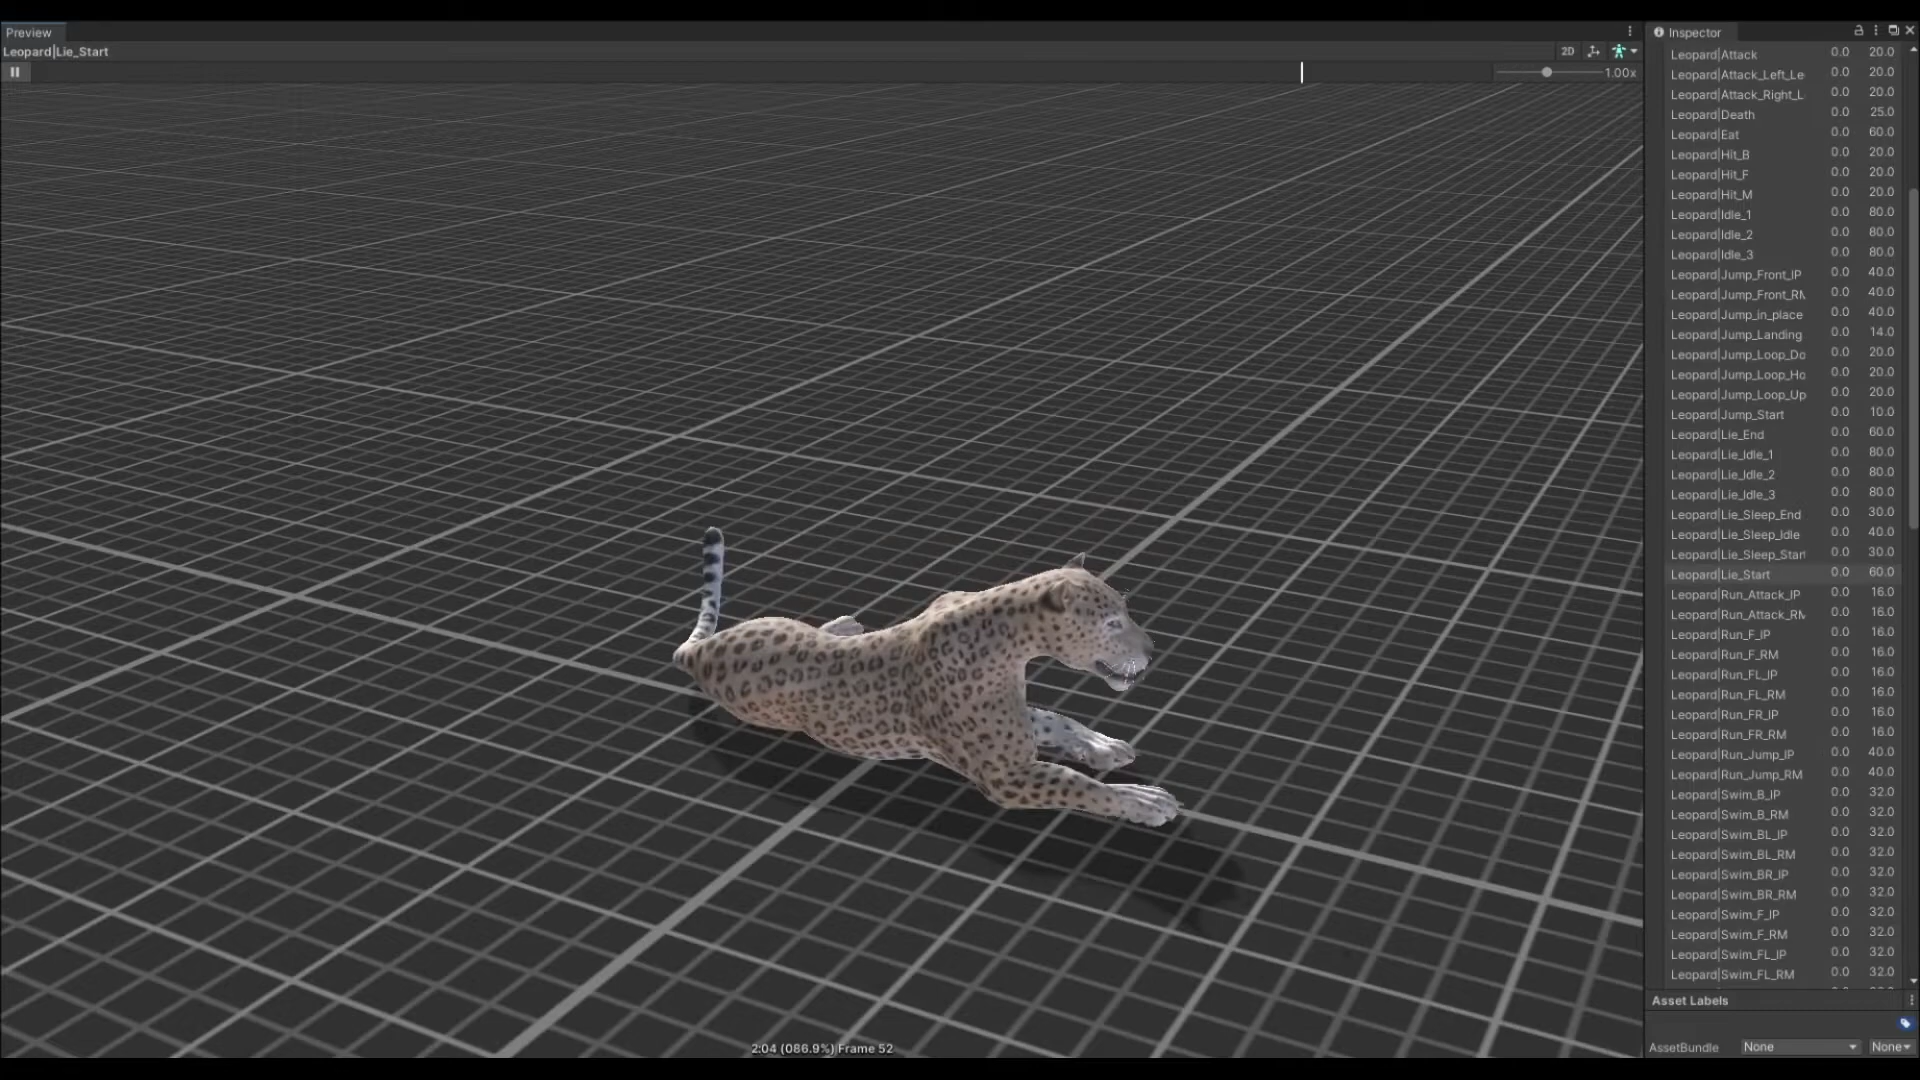 Preview
Leopard|Lie_Start
2D
1.00x
2:04 (086.9%) Frame 52
Inspector
Leopard|Attack 0.0 20.0
Leopard|Attack_Left_Le 0.0 20.0
Leopard|Attack_Right_L 0.0 20.0
Leopard|Death 0.0 25.0
Leopard|Eat 0.0 60.0
Leopard|Hit_B 0.0 20.0
Leopard|Hit_F 0.0 20.0
Leopard|Hit_M 0.0 20.0
Leopard|Idle_1 0.0 80.0
Leopard|Idle_2 0.0 80.0
Leopard|Idle_3 0.0 80.0
Leopard|Jump_Front_IP 0.0 40.0
Leopard|Jump_Front_RM 0.0 40.0
Leopard|Jump_in_place 0.0 40.0
Leopard|Jump_Landing 0.0 14.0
Leopard|Jump_Loop_Do 0.0 20.0
Leopard|Jump_Loop_Ho 0.0 20.0
Leopard|Jump_Loop_Up 0.0 20.0
Leopard|Jump_Start 0.0 10.0
Leopard|Lie_End 0.0 60.0
Leopard|Lie_Idle_1 0.0 80.0
Leopard|Lie_Idle_2 0.0 80.0
Leopard|Lie_Idle_3 0.0 80.0
Leopard|Lie_Sleep_End 0.0 30.0
Leopard|Lie_Sleep_Idle 0.0 40.0
Leopard|Lie_Sleep_Start 0.0 30.0
Leopard|Lie_Start 0.0 60.0
Leopard|Run_Attack_IP 0.0 16.0
Leopard|Run_Attack_RM 0.0 16.0
Leopard|Run_F_IP 0.0 16.0
Leopard|Run_F_RM 0.0 16.0
Leopard|Run_FL_IP 0.0 16.0
Leopard|Run_FL_RM 0.0 16.0
Leopard|Run_FR_IP 0.0 16.0
Leopard|Run_FR_RM 0.0 16.0
Leopard|Run_Jump_IP 0.0 40.0
Leopard|Run_Jump_RM 0.0 40.0
Leopard|Swim_B_IP 0.0 32.0
Leopard|Swim_B_RM 0.0 32.0
Leopard|Swim_BL_IP 0.0 32.0
Leopard|Swim_BL_RM 0.0 32.0
Leopard|Swim_BR_IP 0.0 32.0
Leopard|Swim_BR_RM 0.0 32.0
Leopard|Swim_F_IP 0.0 32.0
Leopard|Swim_F_RM 0.0 32.0
Leopard|Swim_FL_IP 0.0 32.0
Leopard|Swim_FL_RM 0.0 32.0
Asset Labels
AssetBundle None None